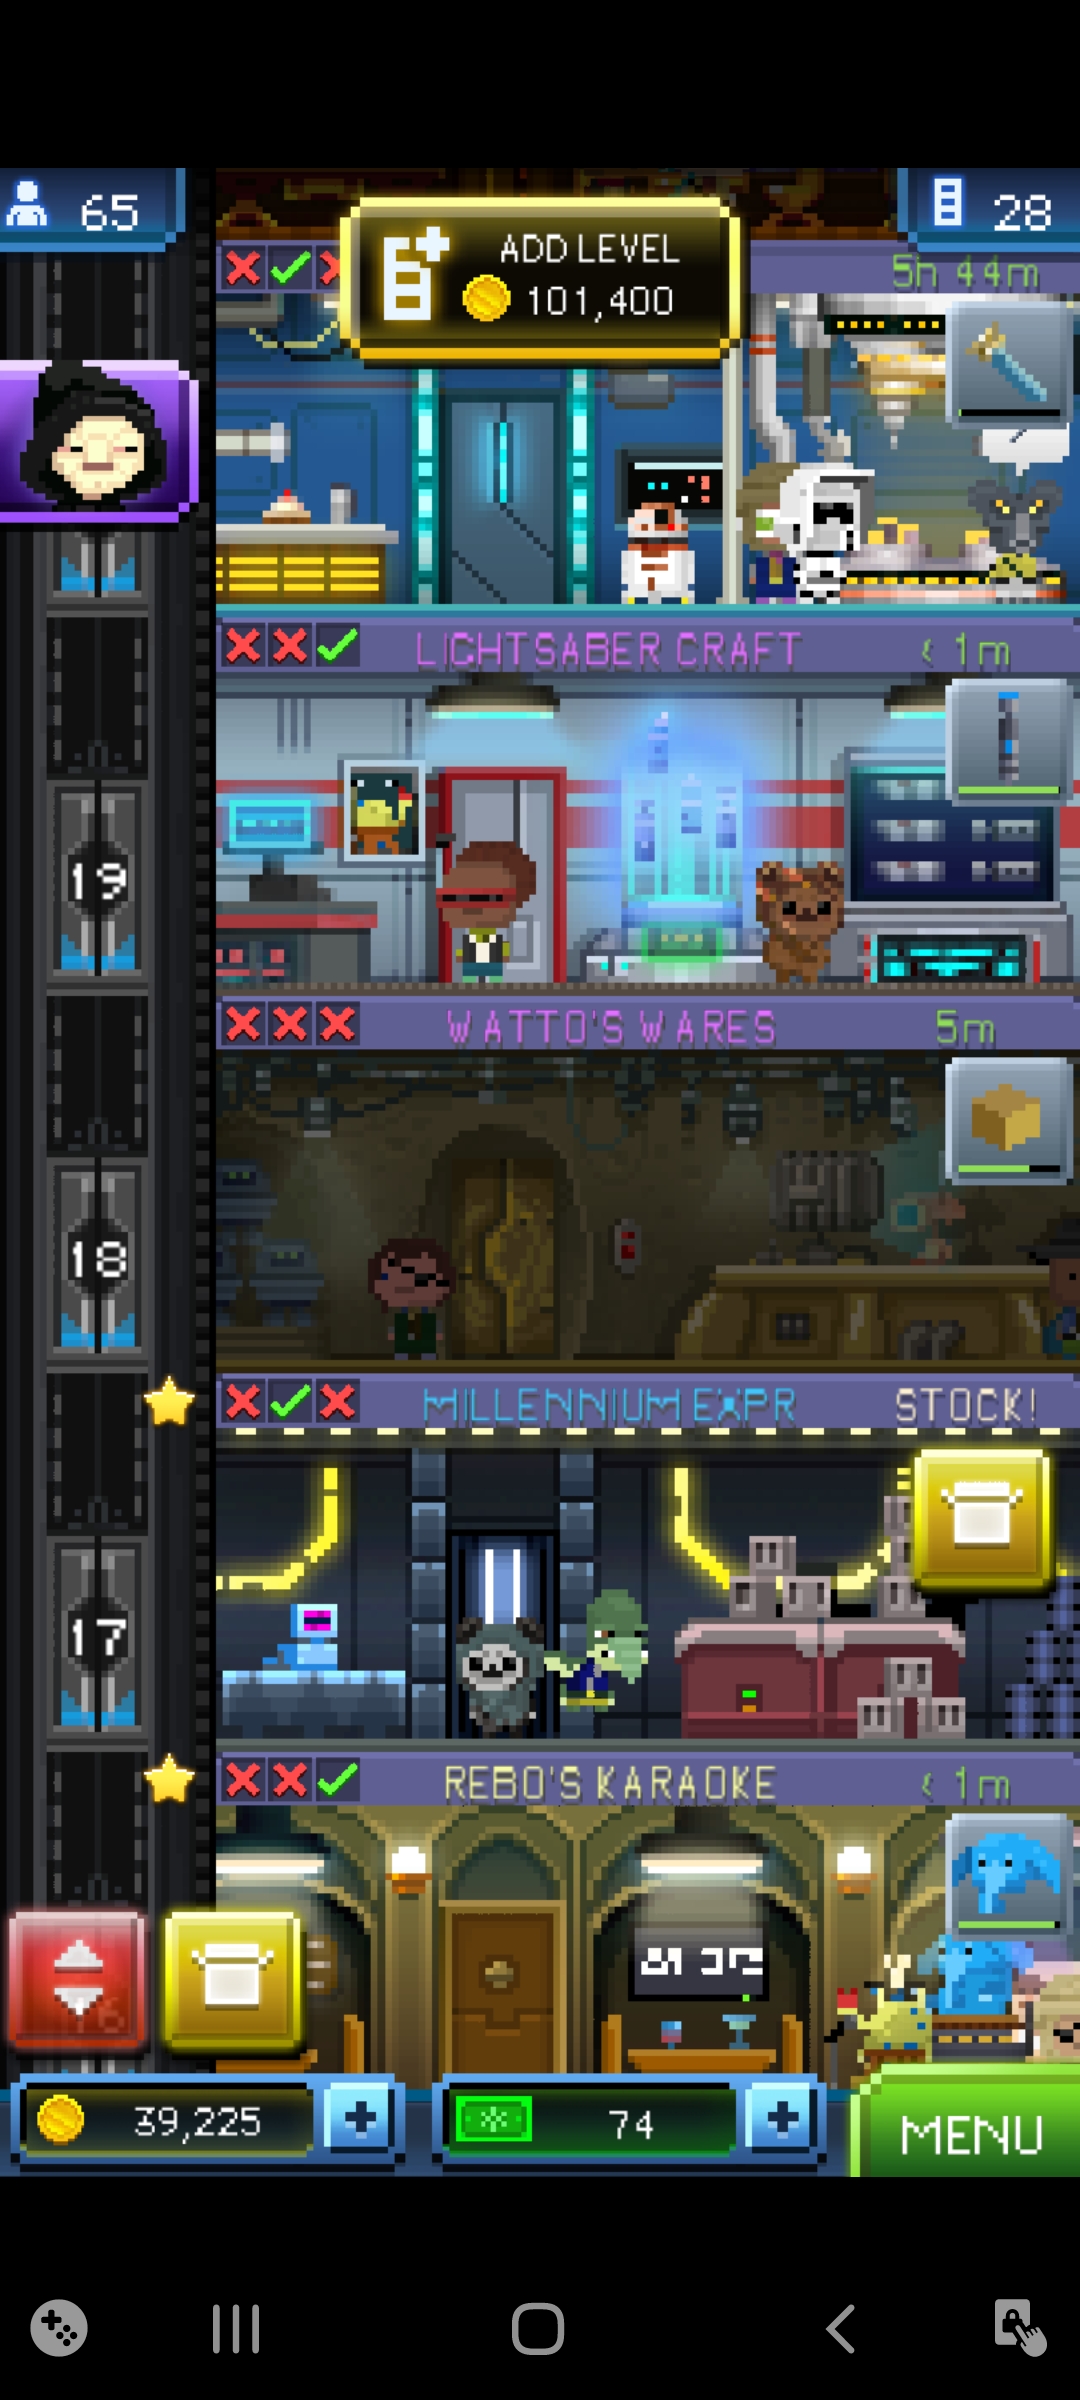 65
28
ADD LEVEL
101,400
5h 44m
LIGHTSABER CRAFT
< 1m
19
WATTO'S WARES
5m
18
MILLENNIUM EXPR
STOCK!
17
REBO'S KARAOKE
< 1m
16
39,225
74
MENU